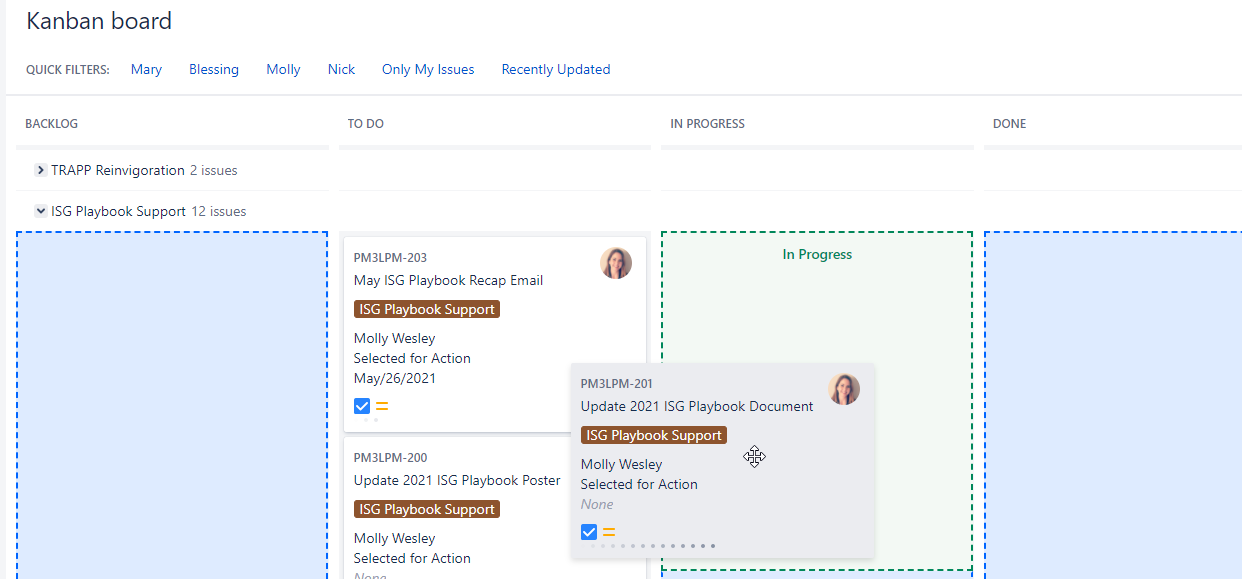 Kanban board
QUICK FILTERS: Mary Blessing Molly Nick Only My Issues Recently Updated
BACKLOG TO DO IN PROGRESS DONE
TRAPP Reinvigoration 2 issues
ISG Playbook Support 12 issues
PM3LPM-203
May ISG Playbook Recap Email
ISG Playbook Support
Molly Wesley
Selected for Action
May/26/2021
PM3LPM-200
Update 2021 ISG Playbook Poster
ISG Playbook Support
Molly Wesley
Selected for Action
None
In Progress
PM3LPM-201
Update 2021 ISG Playbook Document
ISG Playbook Support
Molly Wesley
Selected for Action
None